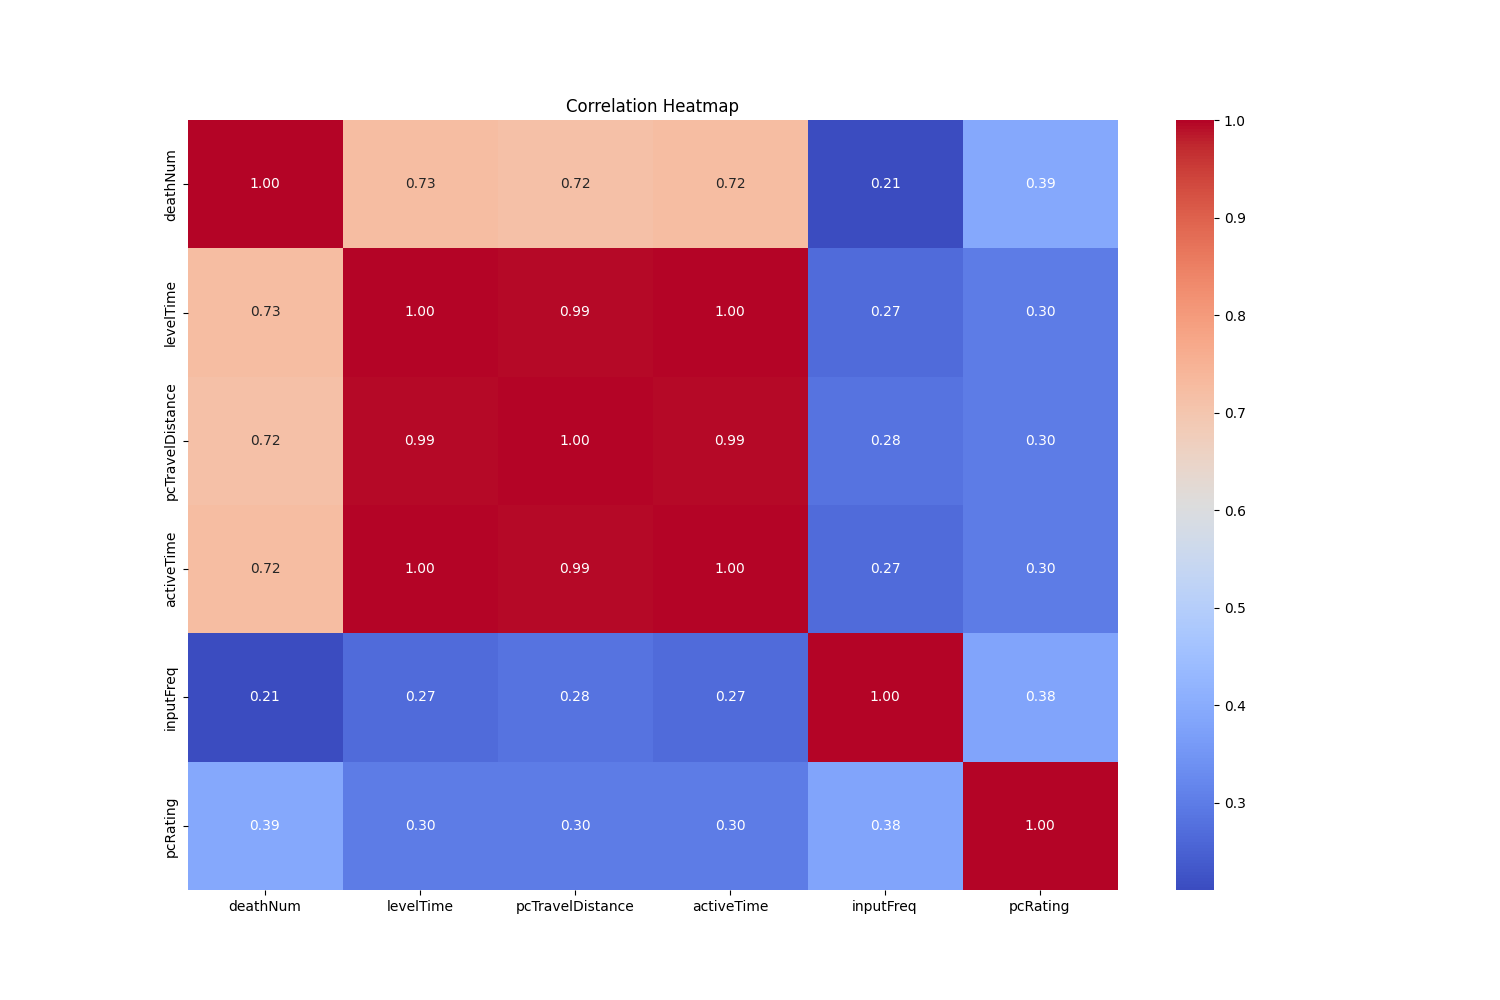 Correlation Heatmap
deathNum 1.00 0.73 0.72 0.72 0.21 0.39
levelTime 0.73 1.00 0.99 1.00 0.27 0.30
pcTravelDistance 0.72 0.99 1.00 0.99 0.28 0.30
activeTime 0.72 1.00 0.99 1.00 0.27 0.30
inputFreq 0.21 0.27 0.28 0.27 1.00 0.38
pcRating 0.39 0.30 0.30 0.30 0.38 1.00
deathNum levelTime pcTravelDistance activeTime inputFreq pcRating
1.0
0.9
0.8
0.7
0.6
0.5
0.4
0.3